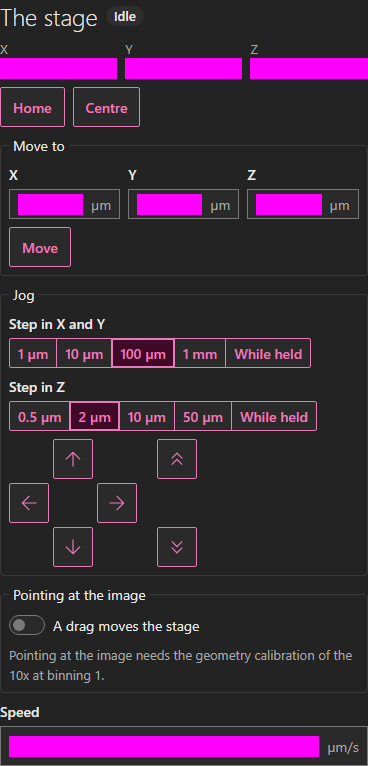 The stage Idle
X Y Z
Home Centre
Move to
X Y Z
µm µm µm
Move
Jog
Step in X and Y
1 µm 10 µm 100 µm 1 mm While held
Step in Z
0.5 µm 2 µm 10 µm 50 µm While held
Pointing at the image
A drag moves the stage
Pointing at the image needs the geometry calibration of the
10x at binning 1.
Speed
µm/s